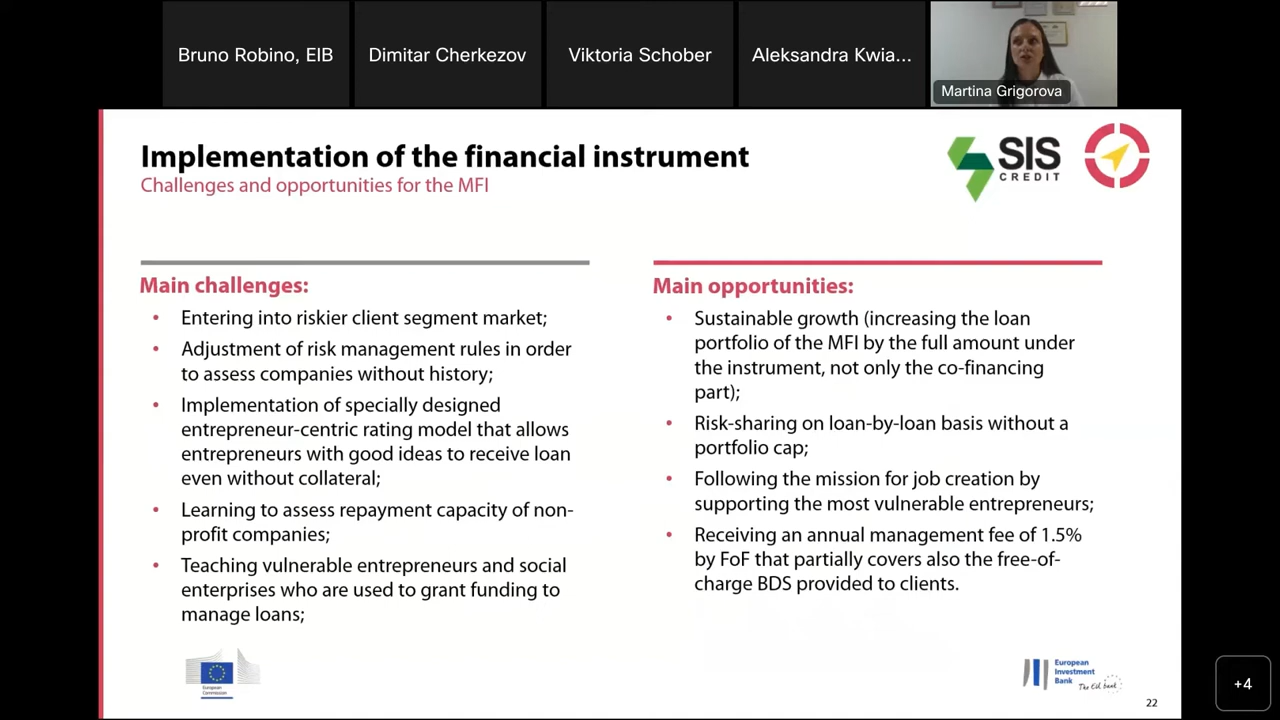 Bruno Robino, EIB
Dimitar Cherkezov
Viktoria Schober
Aleksandra Kwia...
Martina Grigorova
Implementation of the financial instrument
Challenges and opportunities for the MFI
SIS
CREDIT
Main challenges:
• Entering into riskier client segment market;
• Adjustment of risk management rules in order
to assess companies without history;
• Implementation of specially designed
entrepreneur-centric rating model that allows
entrepreneurs with good ideas to receive loan
even without collateral;
• Learning to assess repayment capacity of non-
profit companies;
• Teaching vulnerable entrepreneurs and social
enterprises who are used to grant funding to
manage loans;
Main opportunities:
• Sustainable growth (increasing the loan
portfolio of the MFI by the full amount under
the instrument, not only the co-financing
part);
• Risk-sharing on loan-by-loan basis without a
portfolio cap;
• Following the mission for job creation by
supporting the most vulnerable entrepreneurs;
• Receiving an annual management fee of 1.5%
by FoF that partially covers also the free-of-
charge BDS provided to clients.
European
Commission
European
Investment
Bank
The EU bank
22
+4